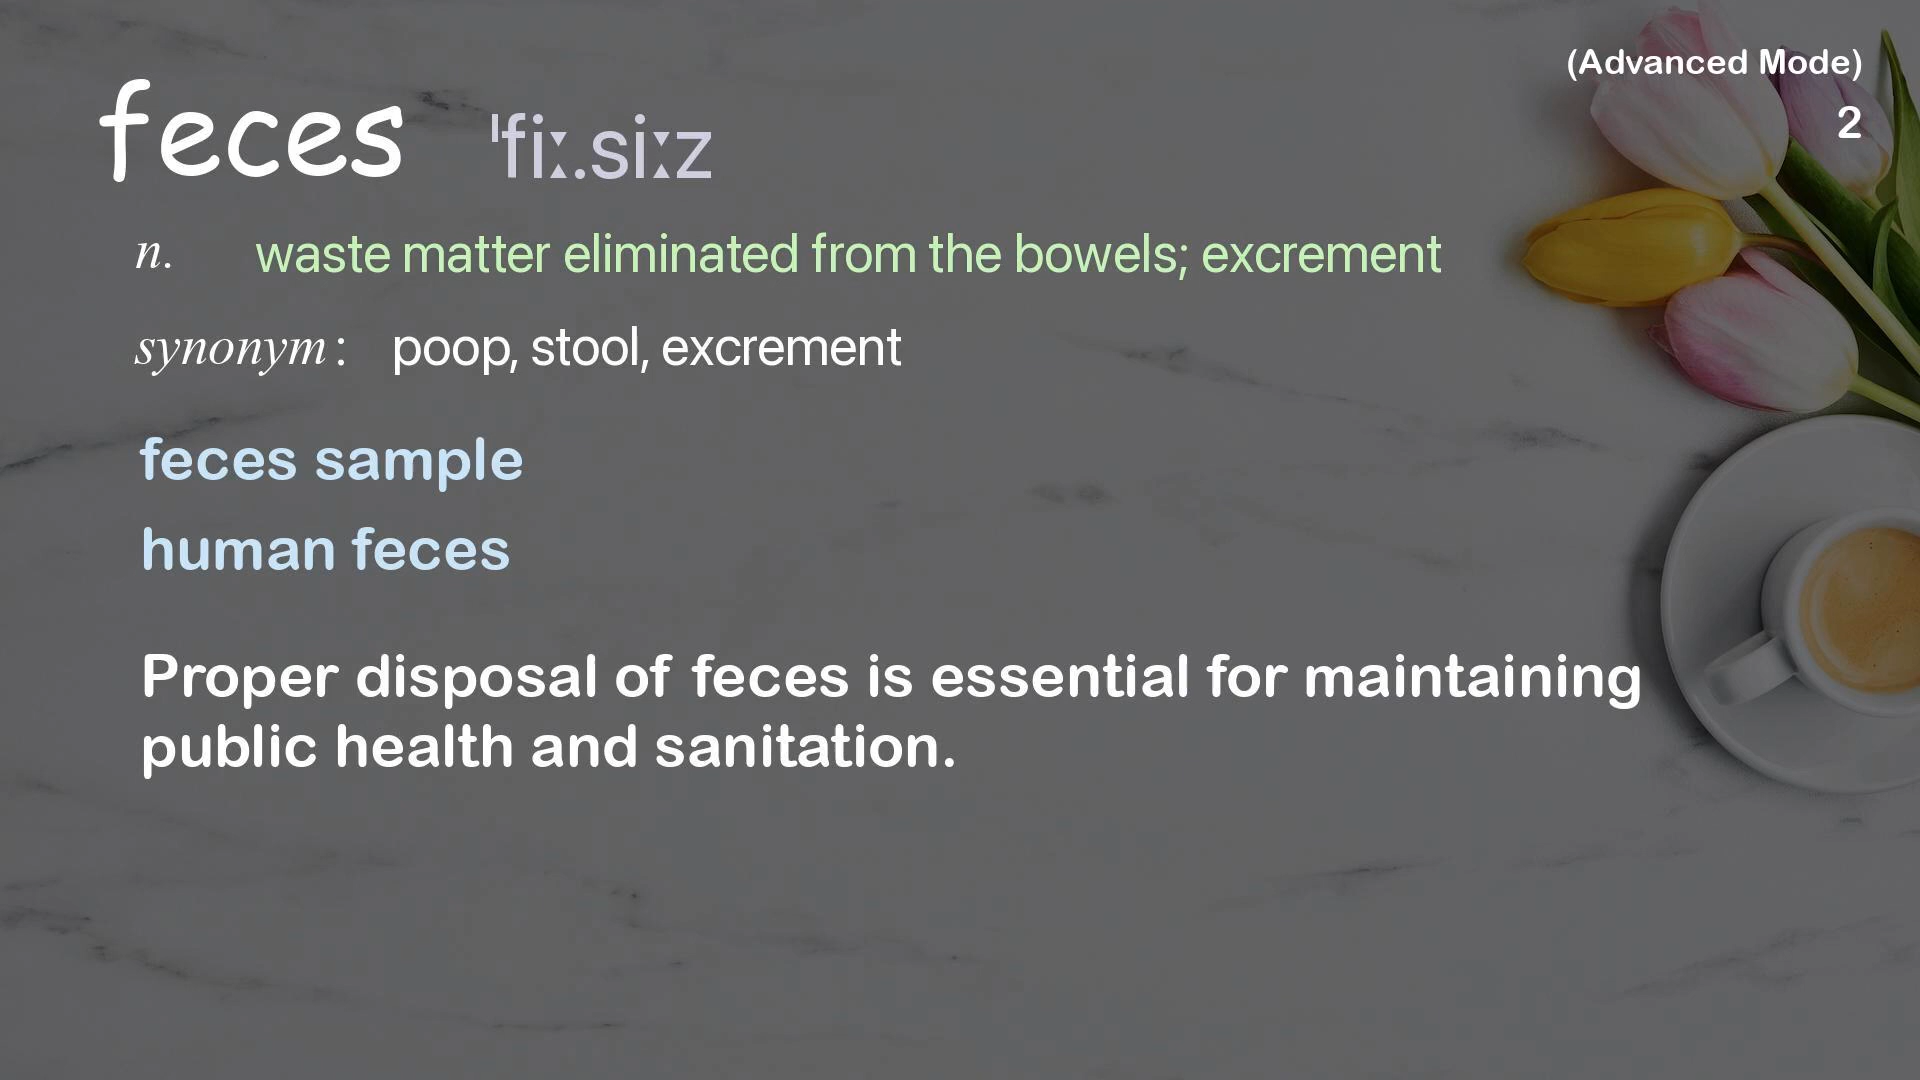 (Advanced Mode)
2
feces ˈfiː.siːz
n. waste matter eliminated from the bowels; excrement
synonym: poop, stool, excrement
feces sample
human feces
Proper disposal of feces is essential for maintaining
public health and sanitation.